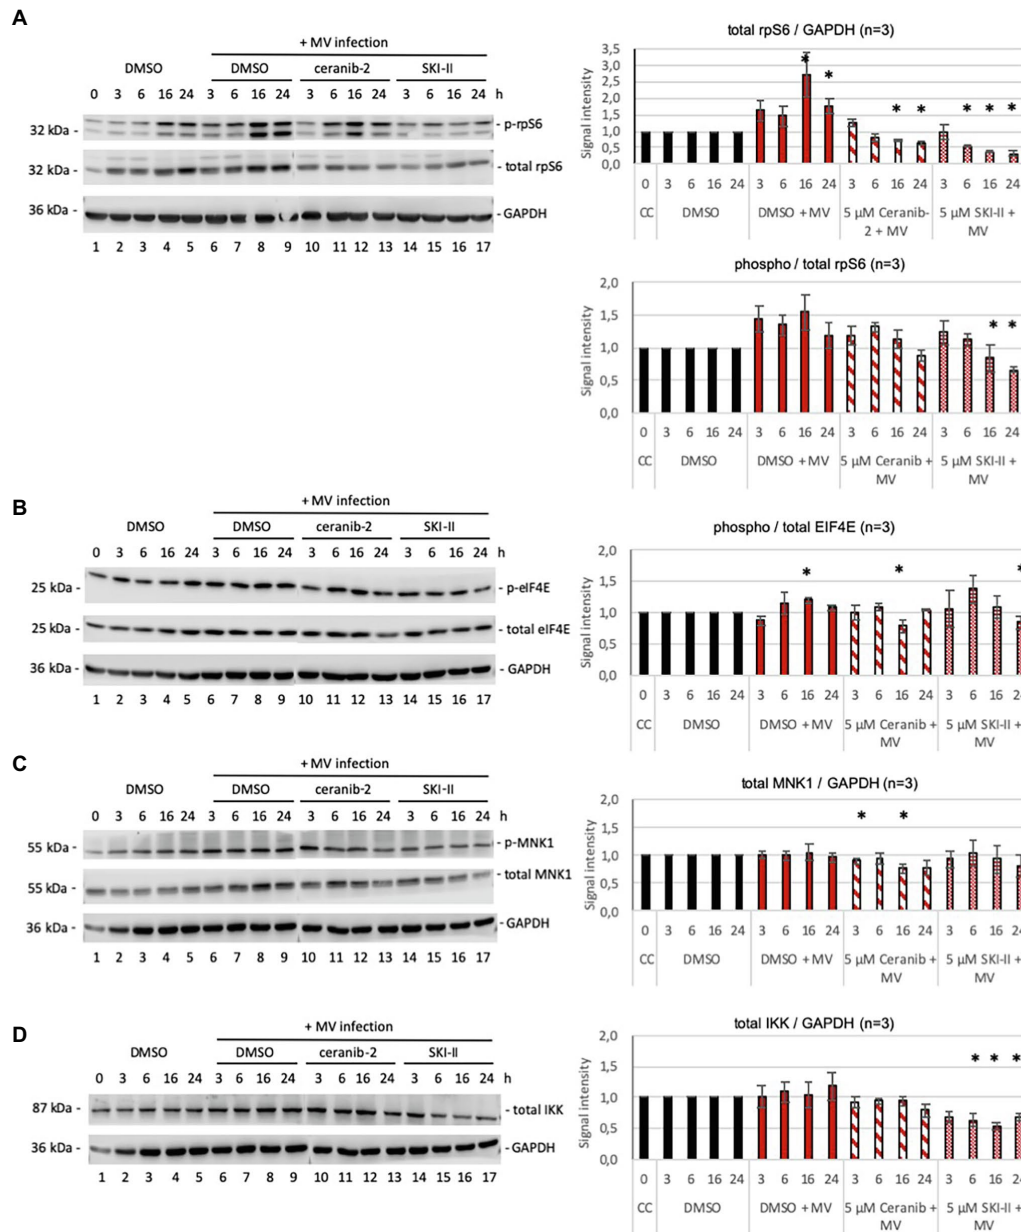 A
+ MV infection
DMSO DMSO ceranib-2 SKI-II
0 3 6 16 24 3 6 16 24 3 6 16 24 3 6 16 24 h
32 kDa - - p-rpS6
32 kDa - - total rpS6
36 kDa - - GAPDH
1 2 3 4 5 6 7 8 9 10 11 12 13 14 15 16 17
total rpS6 / GAPDH (n=3)
Signal intensity
3,5
3,0
2,5
2,0
1,5
1,0
0,5
0,0
* * * * * * *
0 3 6 16 24 3 6 16 24 3 6 16 24 3 6 16 24
CC DMSO DMSO + MV 5 µM Ceranib- 5 µM SKI-II +
2 + MV MV
phospho / total rpS6 (n=3)
Signal intensity
2,0
1,5
1,0
0,5
0,0
* *
0 3 6 16 24 3 6 16 24 3 6 16 24 3 6 16 24
CC DMSO DMSO + MV 5 µM Ceranib + 5 µM SKI-II +
MV MV
B
+ MV infection
DMSO DMSO ceranib-2 SKI-II
0 3 6 16 24 3 6 16 24 3 6 16 24 3 6 16 24 h
25 kDa - - p-eIF4E
25 kDa - - total eIF4E
36 kDa - - GAPDH
1 2 3 4 5 6 7 8 9 10 11 12 13 14 15 16 17
phospho / total EIF4E (n=3)
Signal intensity
2,0
1,5
1,0
0,5
0,0
* * *
0 3 6 16 24 3 6 16 24 3 6 16 24 3 6 16 24
CC DMSO DMSO + MV 5 µM Ceranib + 5 µM SKI-II +
MV MV
C
+ MV infection
DMSO DMSO ceranib-2 SKI-II
0 3 6 16 24 3 6 16 24 3 6 16 24 3 6 16 24 h
55 kDa - - p-MNK1
55 kDa - total MNK1
36 kDa - - GAPDH
1 2 3 4 5 6 7 8 9 10 11 12 13 14 15 16 17
total MNK1 / GAPDH (n=3)
Signal intensity
2,0
1,5
1,0
0,5
0,0
* *
0 3 6 16 24 3 6 16 24 3 6 16 24 3 6 16 24
CC DMSO DMSO + MV 5 µM Ceranib + 5 µM SKI-II +
MV MV
D
+ MV infection
DMSO DMSO ceranib-2 SKI-II
0 3 6 16 24 3 6 16 24 3 6 16 24 3 6 16 24 h
87 kDa - - total IKK
36 kDa - - GAPDH
1 2 3 4 5 6 7 8 9 10 11 12 13 14 15 16 17
total IKK / GAPDH (n=3)
Signal intensity
2,0
1,5
1,0
0,5
0,0
* * *
0 3 6 16 24 3 6 16 24 3 6 16 24 3 6 16 24
CC DMSO DMSO + MV 5 µM Ceranib + 5 µM SKI-II +
MV MV